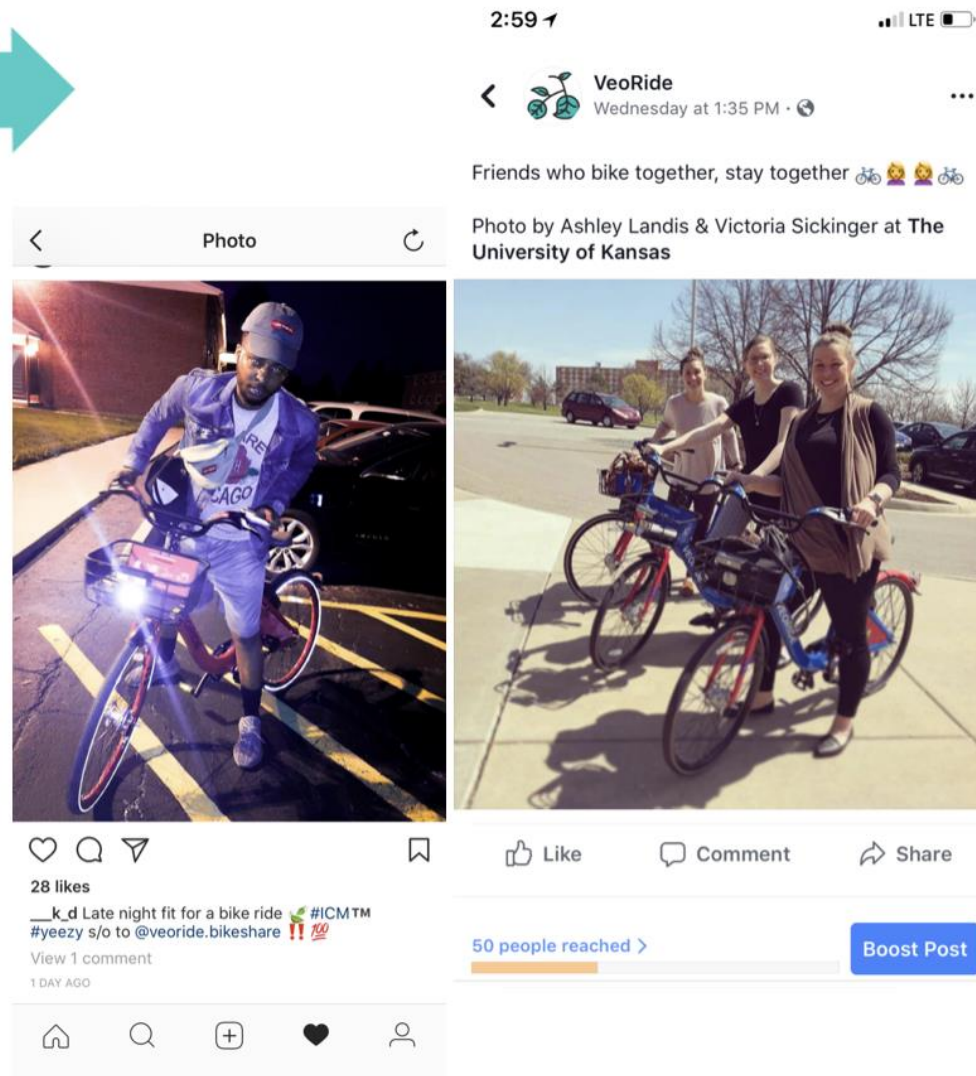 Photo
28 likes
__k_d Late night fit for a bike ride 🌿 #ICM™
#yeezy s/o to @veoride.bikeshare ‼️ 💯
View 1 comment
1 DAY AGO
2:59
LTE
VeoRide
Wednesday at 1:35 PM ·
Friends who bike together, stay together 🚲💆‍♀️💆‍♀️🚲
Photo by Ashley Landis & Victoria Sickinger at The
University of Kansas
Like Comment Share
50 people reached >
Boost Post